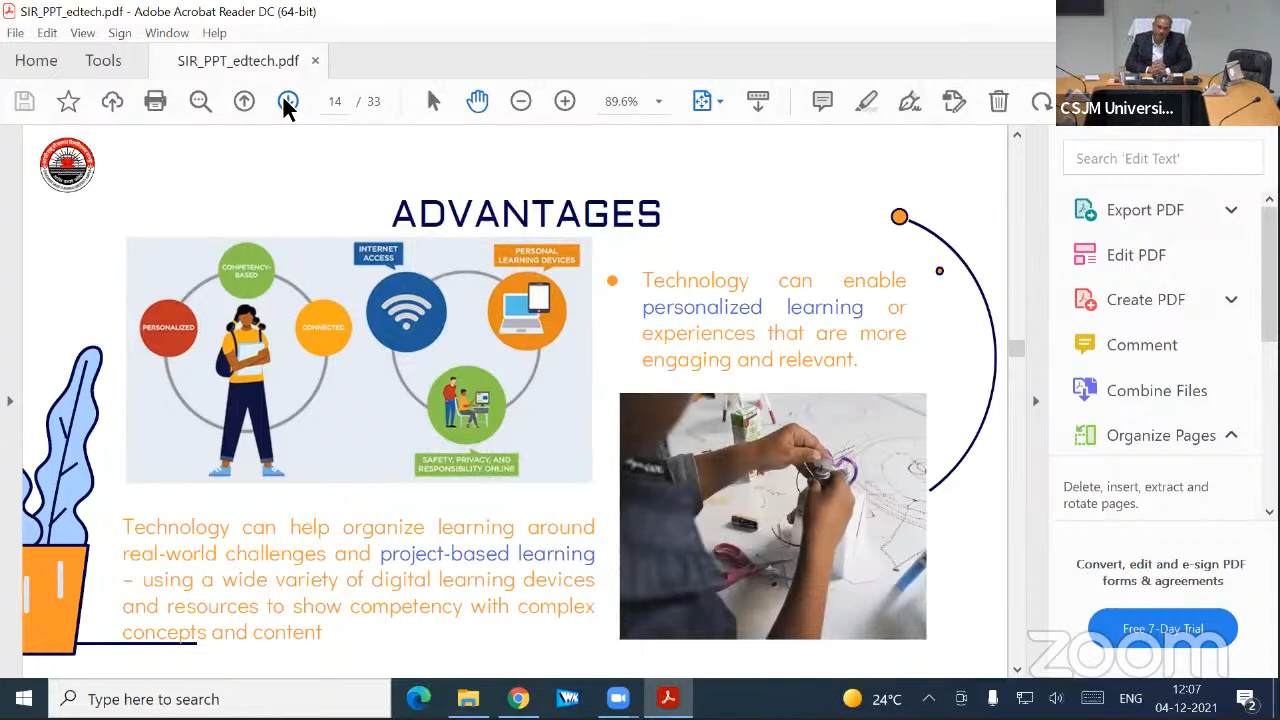 SIR_PPT_edtech.pdf - Adobe Acrobat Reader DC (64-bit)
File Edit View Sign Window Help
Home Tools SIR_PPT_edtech.pdf ×
14 / 33 89.6%
CSJM Universi...
ADVANTAGES
COMPETENCY-
BASED
PERSONALIZED
CONNECTED
INTERNET
ACCESS
PERSONAL
LEARNING DEVICES
SAFETY, PRIVACY, AND
RESPONSIBILITY ONLINE
Technology can enable
personalized learning or
experiences that are more
engaging and relevant.
Technology can help organize learning around
real-world challenges and project-based learning
– using a wide variety of digital learning devices
and resources to show competency with complex
concepts and content
Search 'Edit Text'
Export PDF
Edit PDF
Create PDF
Comment
Combine Files
Organize Pages
Delete, insert, extract and
rotate pages.
Convert, edit and e-sign PDF
forms & agreements
Free 7-Day Trial
zoom
Type here to search
24°C
ENG
12:07
04-12-2021
2